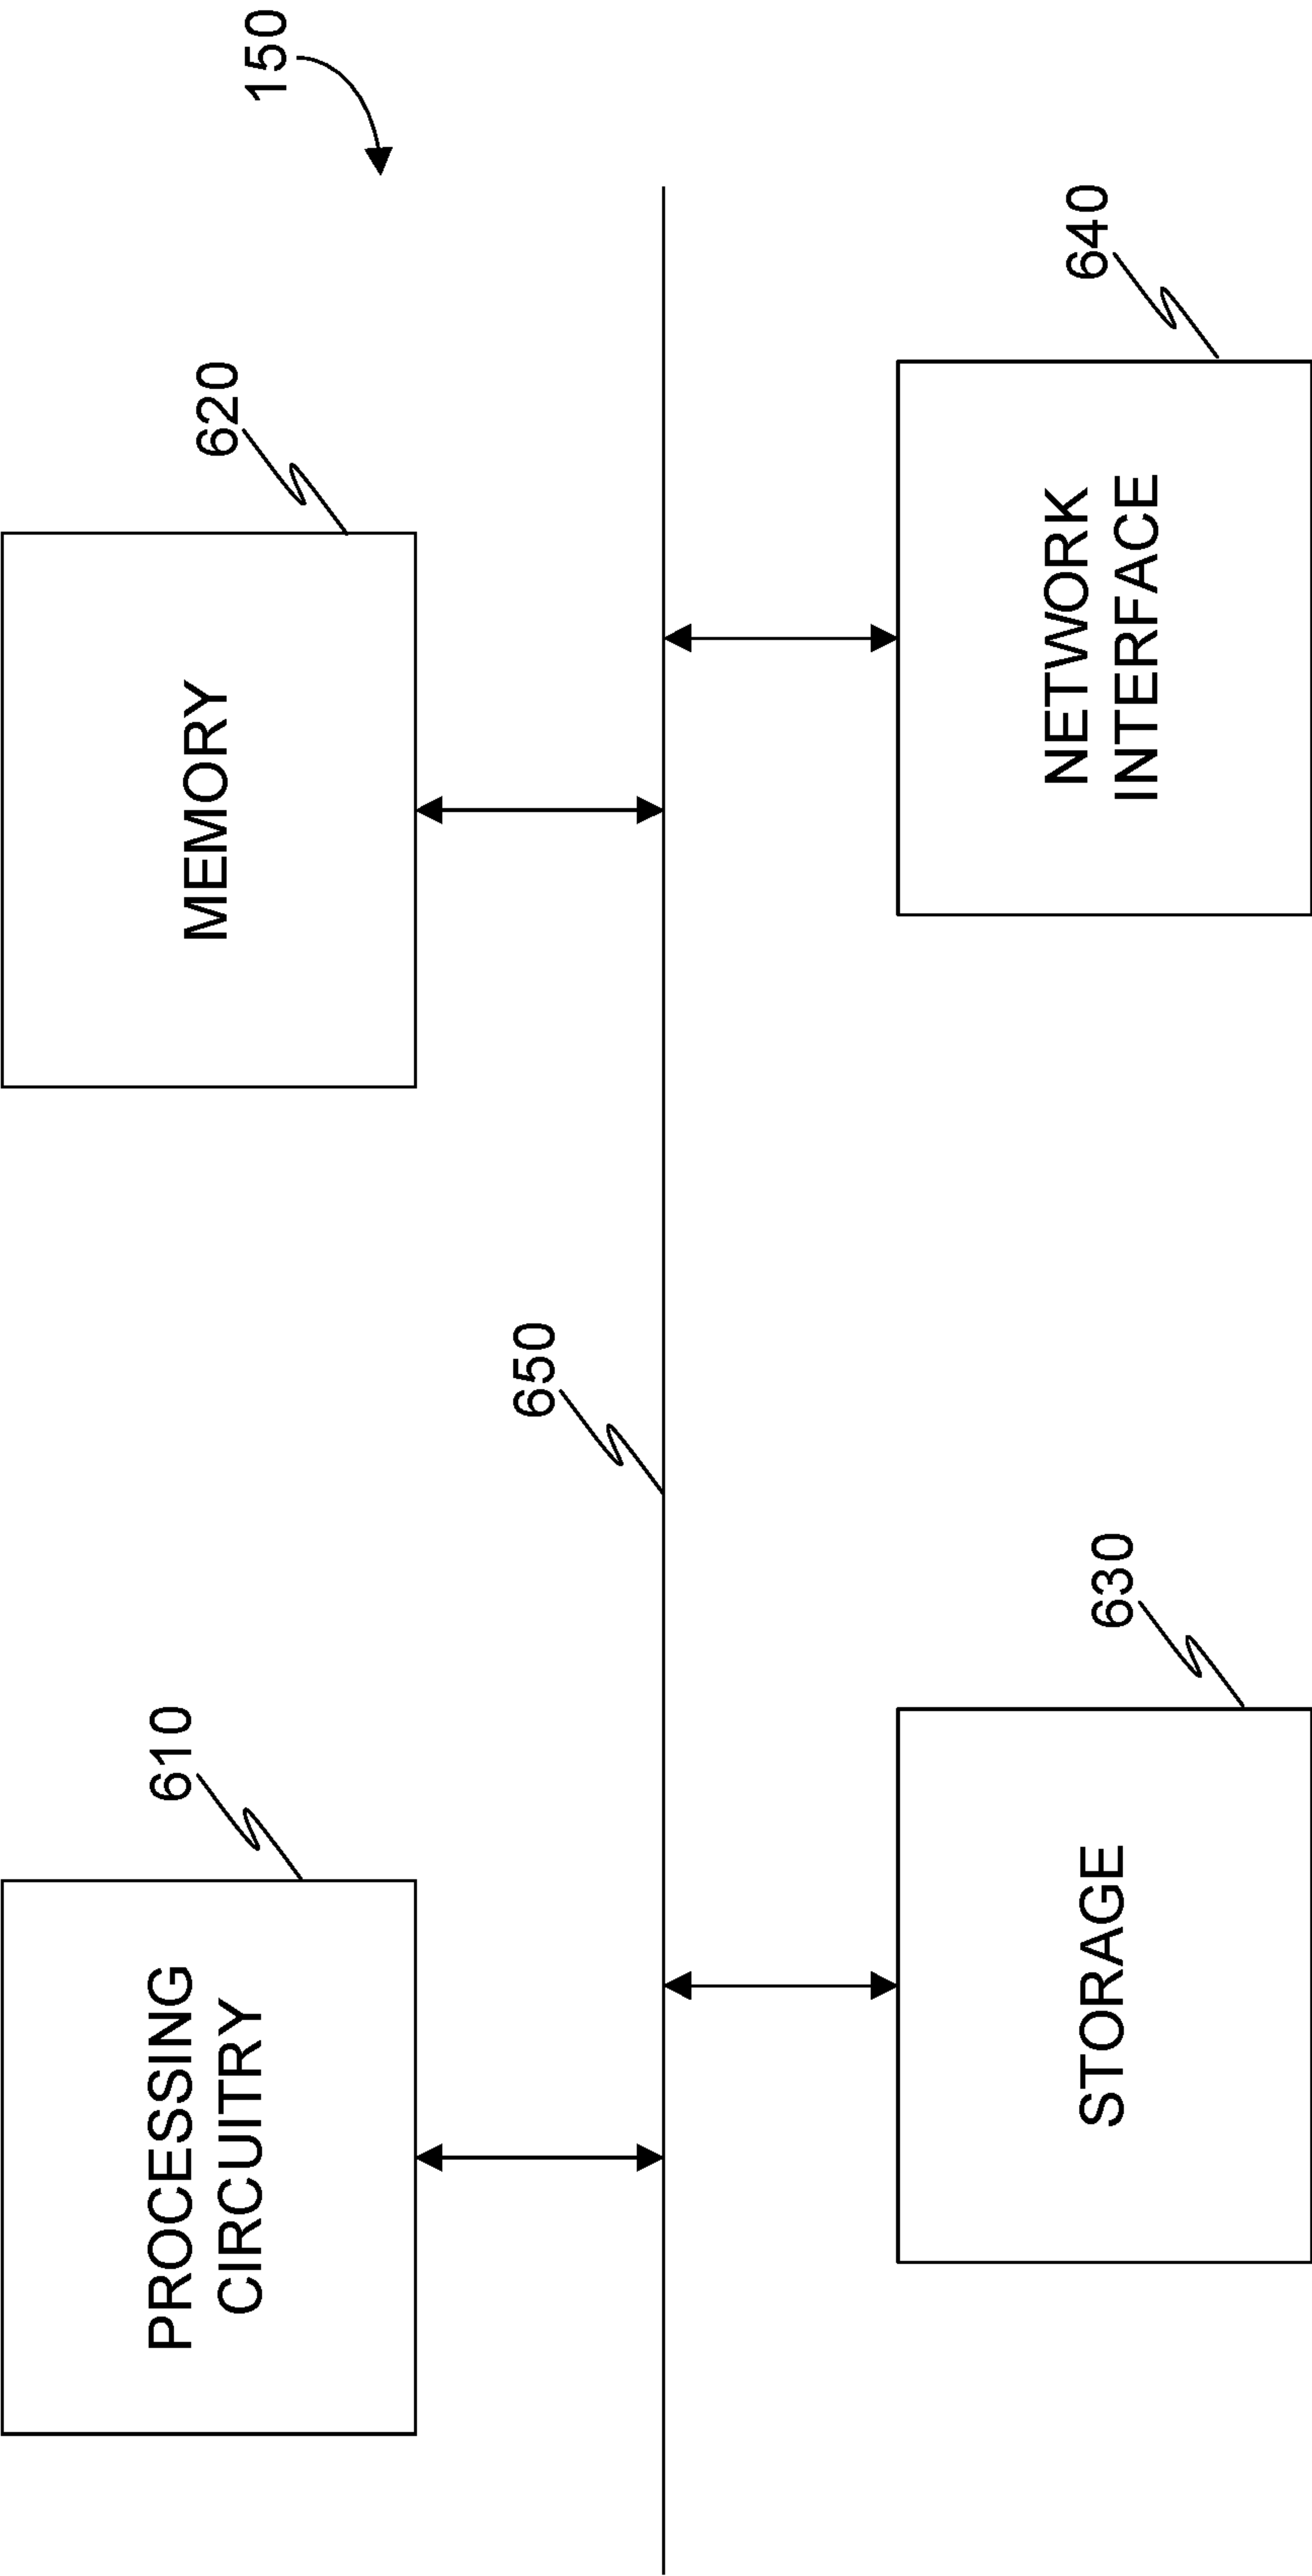 150
610
PROCESSING
CIRCUITRY
620
MEMORY
650
630
STORAGE
640
NETWORK
INTERFACE